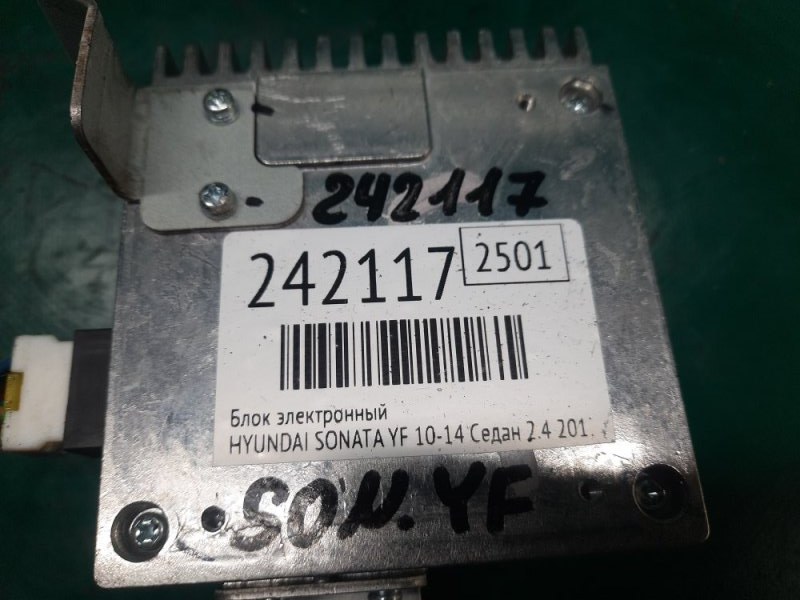 242117
242117 2501
Блок электронный
HYUNDAI SONATA YF 10-14 Седан 2.4 201
SON.YF